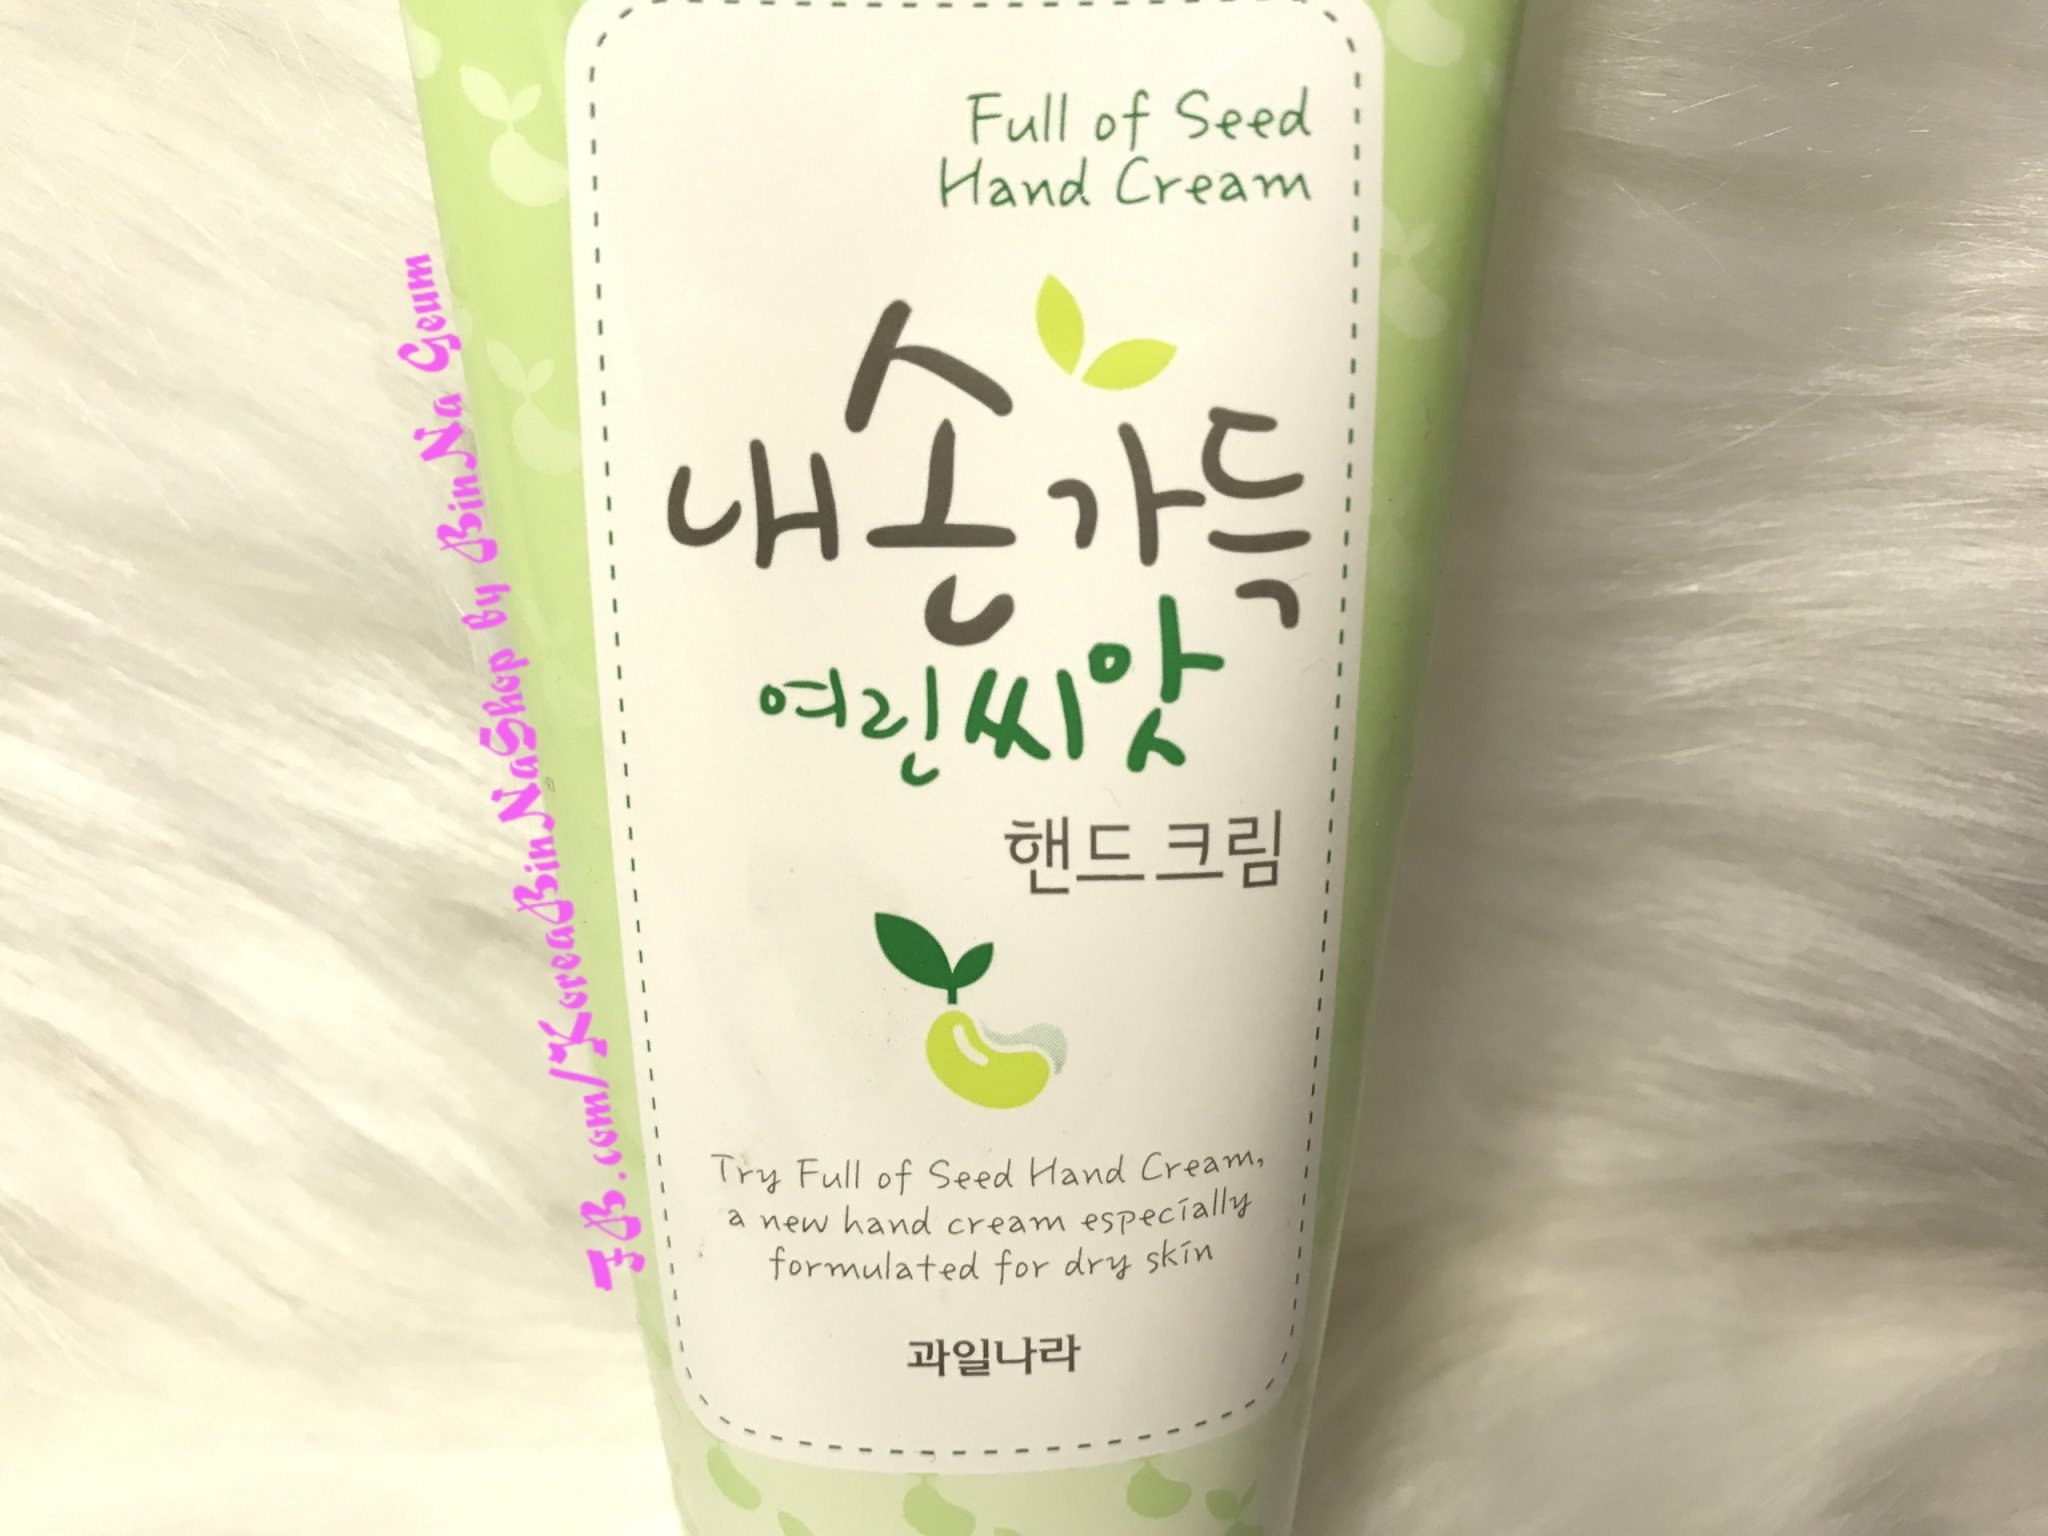 Full of Seed
Hand Cream
내 손 가득
여린 씨앗
핸드크림
Try Full of Seed Hand Cream,
a new hand cream especially
formulated for dry skin
과일나라
FB.com/KoreaBinNaShop by BinNa Geum